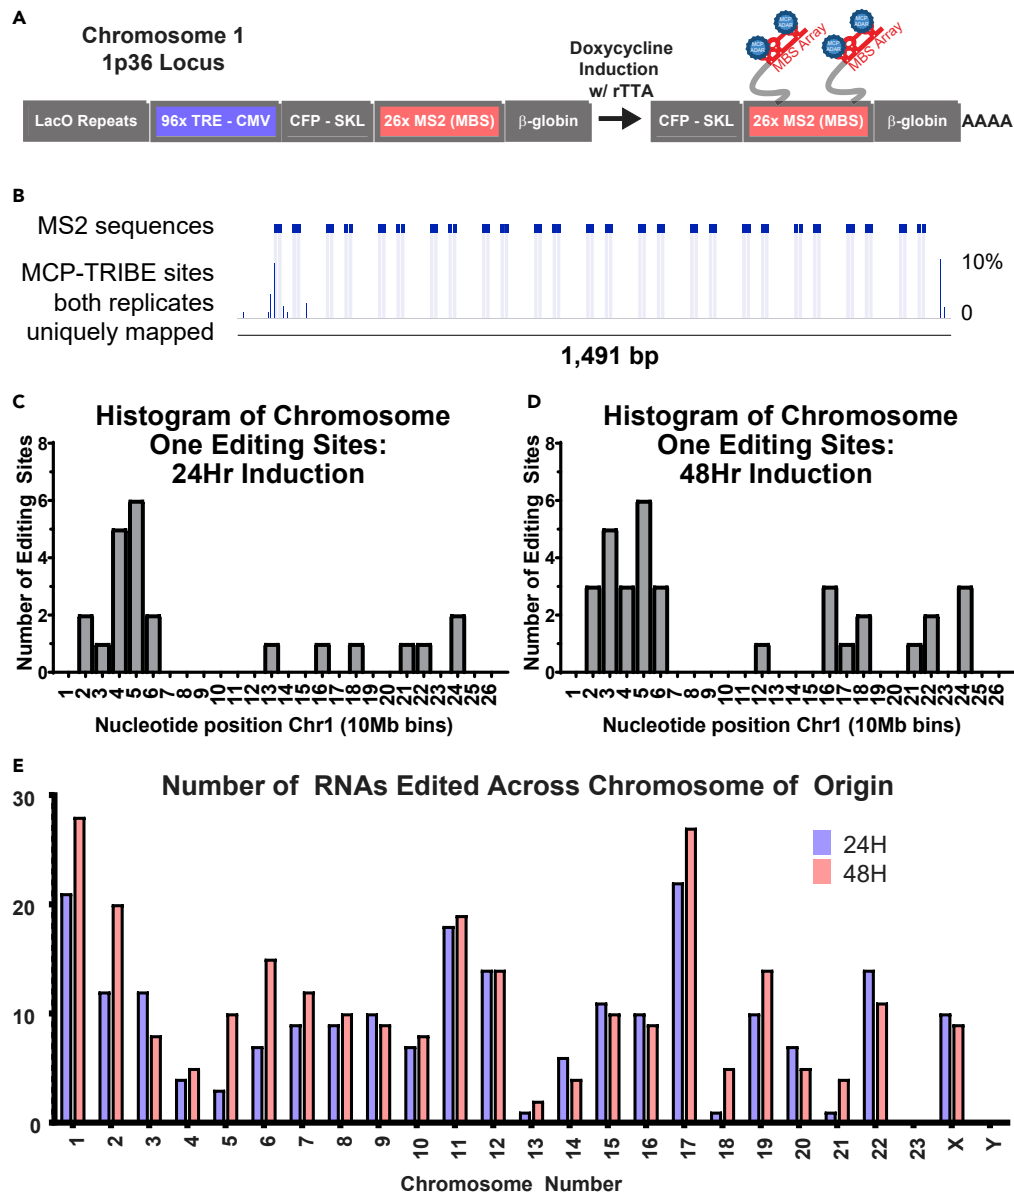 A
Chromosome 1
1p36 Locus
Doxycycline
Induction
w/ rTTA
MCP
ADAR
MCP
ADAR
MBS Array
MCP
ADAR
MCP
ADAR
MBS Array
LacO Repeats
96x TRE - CMV
CFP - SKL
26x MS2 (MBS)
β-globin
CFP - SKL
26x MS2 (MBS)
β-globin
AAAA
B
MS2 sequences
MCP-TRIBE sites
both replicates
uniquely mapped
10%
0
1,491 bp
C
Histogram of Chromosome
One Editing Sites:
24Hr Induction
Number of Editing Sites
8
6
4
2
0
1 2 3 4 5 6 7 8 9 10 11 12 13 14 15 16 17 18 19 20 21 22 23 24 25 26
Nucleotide position Chr1 (10Mb bins)
D
Histogram of Chromosome
One Editing Sites:
48Hr Induction
Number of Editing Sites
8
6
4
2
0
1 2 3 4 5 6 7 8 9 10 11 12 13 14 15 16 17 18 19 20 21 22 23 24 25 26
Nucleotide position Chr1 (10Mb bins)
E
Number of RNAs Edited Across Chromosome of Origin
30
20
10
0
24H
48H
1 2 3 4 5 6 7 8 9 10 11 12 13 14 15 16 17 18 19 20 21 22 23 X Y
Chromosome Number